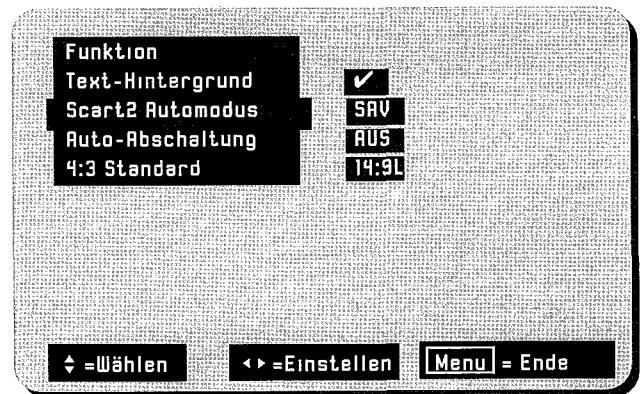 Funktion
Text-Hintergrund ✔
Scart2 Automodus SAV
Auto-Abschaltung AUS
4:3 Standard 14:9L
=Wählen =Einstellen Menu = Ende